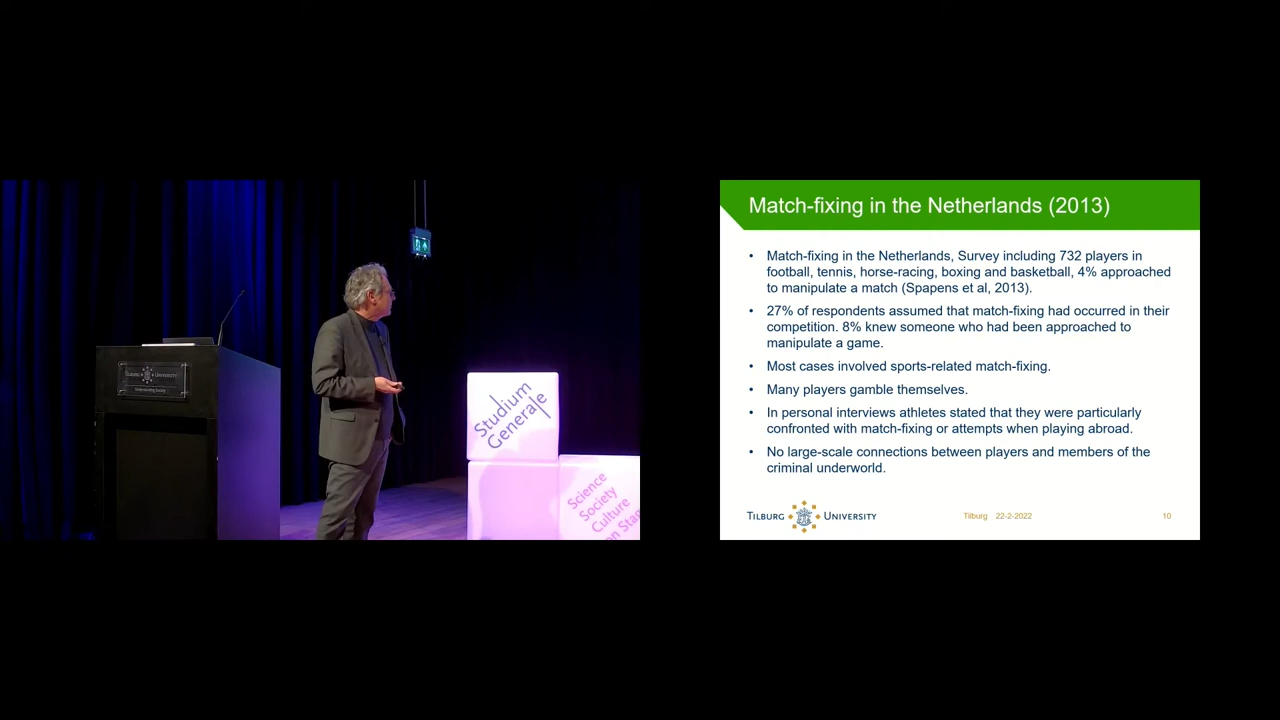 TILBURG UNIVERSITY
Understanding Society
Studium
Generale
Science
Society
Culture
Match-fixing in the Netherlands (2013)
• Match-fixing in the Netherlands, Survey including 732 players in
football, tennis, horse-racing, boxing and basketball, 4% approached
to manipulate a match (Spapens et al, 2013).
• 27% of respondents assumed that match-fixing had occurred in their
competition. 8% knew someone who had been approached to
manipulate a game.
• Most cases involved sports-related match-fixing.
• Many players gamble themselves.
• In personal interviews athletes stated that they were particularly
confronted with match-fixing or attempts when playing abroad.
• No large-scale connections between players and members of the
criminal underworld.
TILBURG UNIVERSITY
Tilburg 22-2-2022
10